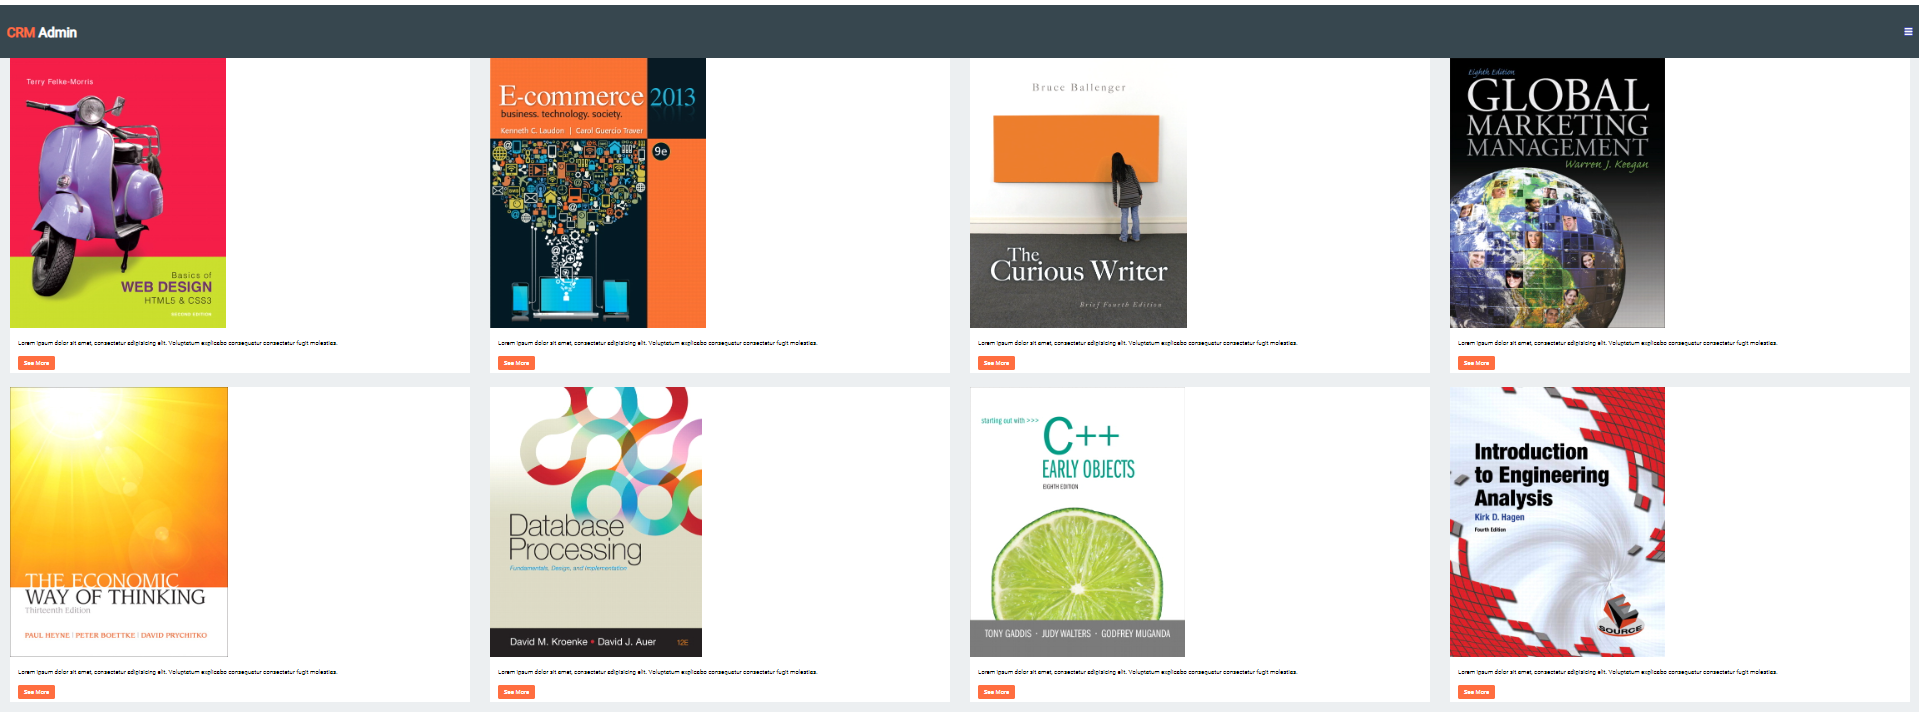 CRM Admin
Terry Felke-Morris
Basics of
WEB DESIGN
HTML5 & CSS3
SECOND EDITION
Lorem ipsum dolor sit amet, consectetur adipisicing elit. Voluptatum explicabo consequatur consectetur fugit molestias.
See More
E-commerce 2013
business. technology. society.
Kenneth C. Laudon | Carol Guercio Traver
9e
Lorem ipsum dolor sit amet, consectetur adipisicing elit. Voluptatum explicabo consequatur consectetur fugit molestias.
See More
Bruce Ballenger
The
Curious Writer
Brief Fourth Edition
Lorem ipsum dolor sit amet, consectetur adipisicing elit. Voluptatum explicabo consequatur consectetur fugit molestias.
See More
Eighth Edition
GLOBAL
MARKETING
MANAGEMENT
Warren J. Keegan
Lorem ipsum dolor sit amet, consectetur adipisicing elit. Voluptatum explicabo consequatur consectetur fugit molestias.
See More
THE ECONOMIC
WAY OF THINKING
Thirteenth Edition
PAUL HEYNE | PETER BOETTKE | DAVID PRYCHITKO
Lorem ipsum dolor sit amet, consectetur adipisicing elit. Voluptatum explicabo consequatur consectetur fugit molestias.
See More
Database
Processing
Fundamentals, Design, and Implementation
David M. Kroenke • David J. Auer 12E
Lorem ipsum dolor sit amet, consectetur adipisicing elit. Voluptatum explicabo consequatur consectetur fugit molestias.
See More
starting out with >>> C++
EARLY OBJECTS
EIGHTH EDITION
TONY GADDIS · JUDY WALTERS · GODFREY MUGANDA
Lorem ipsum dolor sit amet, consectetur adipisicing elit. Voluptatum explicabo consequatur consectetur fugit molestias.
See More
Introduction
to Engineering
Analysis
Kirk D. Hagen
Fourth Edition
E
SOURCE
Lorem ipsum dolor sit amet, consectetur adipisicing elit. Voluptatum explicabo consequatur consectetur fugit molestias.
See More